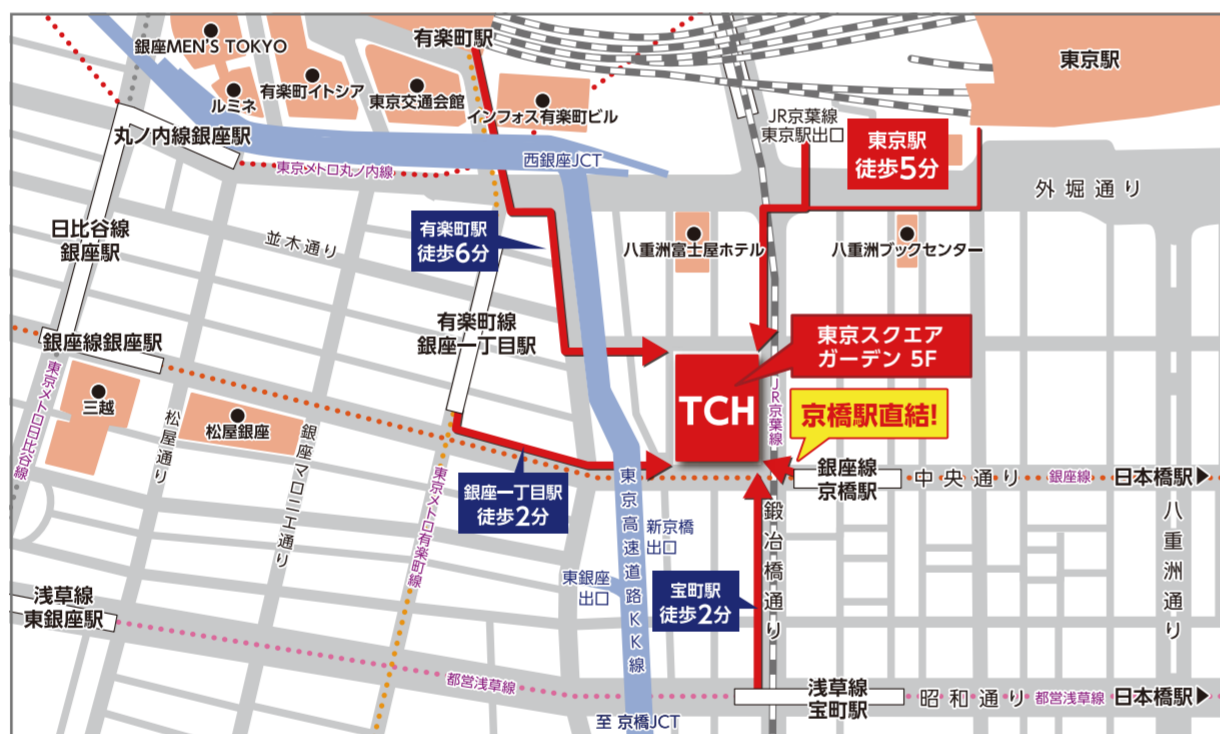 銀座MEN'S TOKYO
有楽町駅
東京駅
ルミネ
有楽町イトシア
東京交通会館
インフォス有楽町ビル
JR京葉線
東京駅出口
東京駅
徒歩5分
丸ノ内線銀座駅
東京メトロ丸ノ内線
西銀座JCT
外堀通り
日比谷線
銀座駅
並木通り
有楽町駅
徒歩6分
八重洲富士屋ホテル
八重洲ブックセンター
銀座線銀座駅
有楽町線
銀座一丁目駅
東京スクエア
ガーデン 5F
TCH
JR京葉線
京橋駅直結!
三越
松屋銀座
東京メトロ日比谷線
松屋通り
銀座マロニエ通り
東京メトロ有楽町線
銀座一丁目駅
徒歩2分
東京高速道路KK線
新京橋
出口
東銀座
出口
銀座線
京橋駅
中央通り
銀座線
日本橋駅▶
鍛冶橋通り
八重洲通り
宝町駅
徒歩2分
浅草線
東銀座駅
都営浅草線
浅草線
宝町駅
昭和通り
都営浅草線
日本橋駅▶
至 京橋JCT